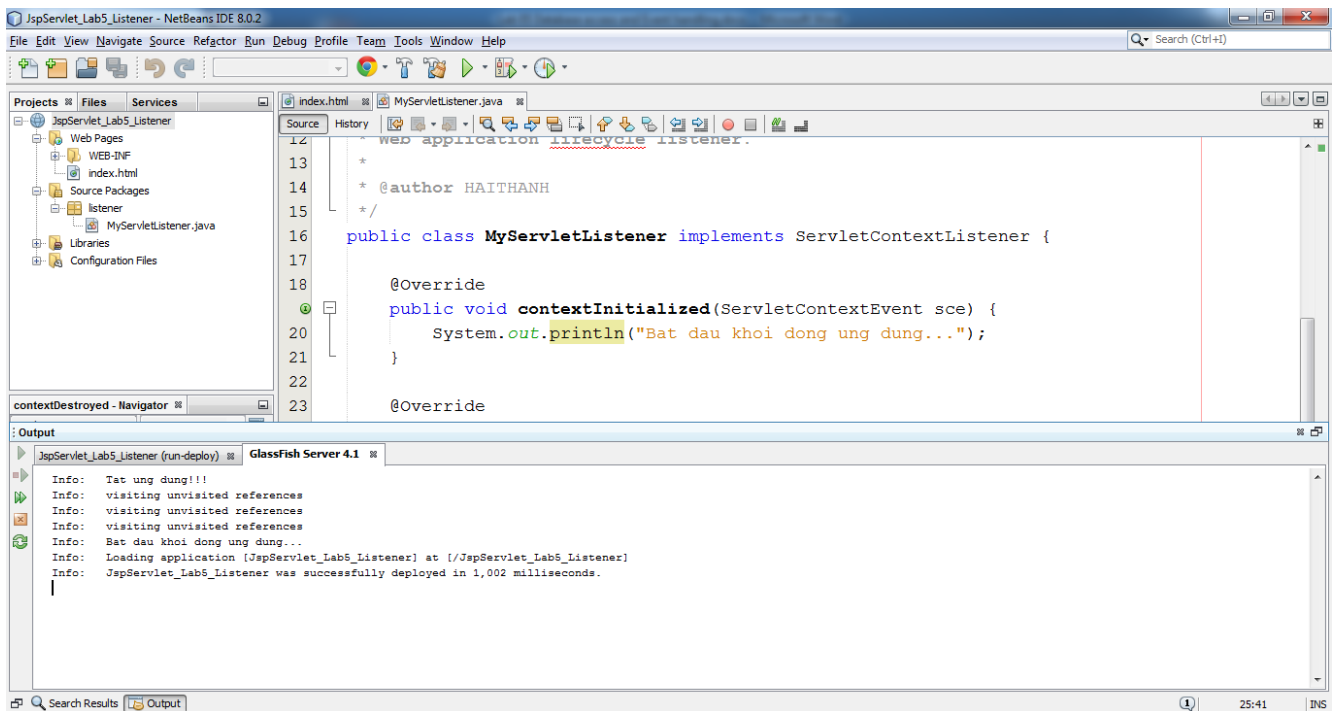 JspServlet_Lab5_Listener - NetBeans IDE 8.0.2
File Edit View Navigate Source Refactor Run Debug Profile Team Tools Window Help
Search (Ctrl+I)
Projects Files Services
index.html MyServletListener.java
JspServlet_Lab5_Listener
Web Pages
WEB-INF
index.html
Source Packages
listener
MyServletListener.java
Libraries
Configuration Files
Source History
12 * Web application lifecycle listener.
13 *
14 * @author HAITHANH
15 */
16 public class MyServletListener implements ServletContextListener {
17
18 @Override
public void contextInitialized(ServletContextEvent sce) {
20 System.out.println("Bat dau khoi dong ung dung...");
21 }
22
23 @Override
contextDestroyed - Navigator
Output
JspServlet_Lab5_Listener (run-deploy) GlassFish Server 4.1
Info: Tat ung dung!!!
Info: visiting unvisited references
Info: visiting unvisited references
Info: visiting unvisited references
Info: Bat dau khoi dong ung dung...
Info: Loading application [JspServlet_Lab5_Listener] at [/JspServlet_Lab5_Listener]
Info: JspServlet_Lab5_Listener was successfully deployed in 1,002 milliseconds.
Search Results Output
1 25:41 INS